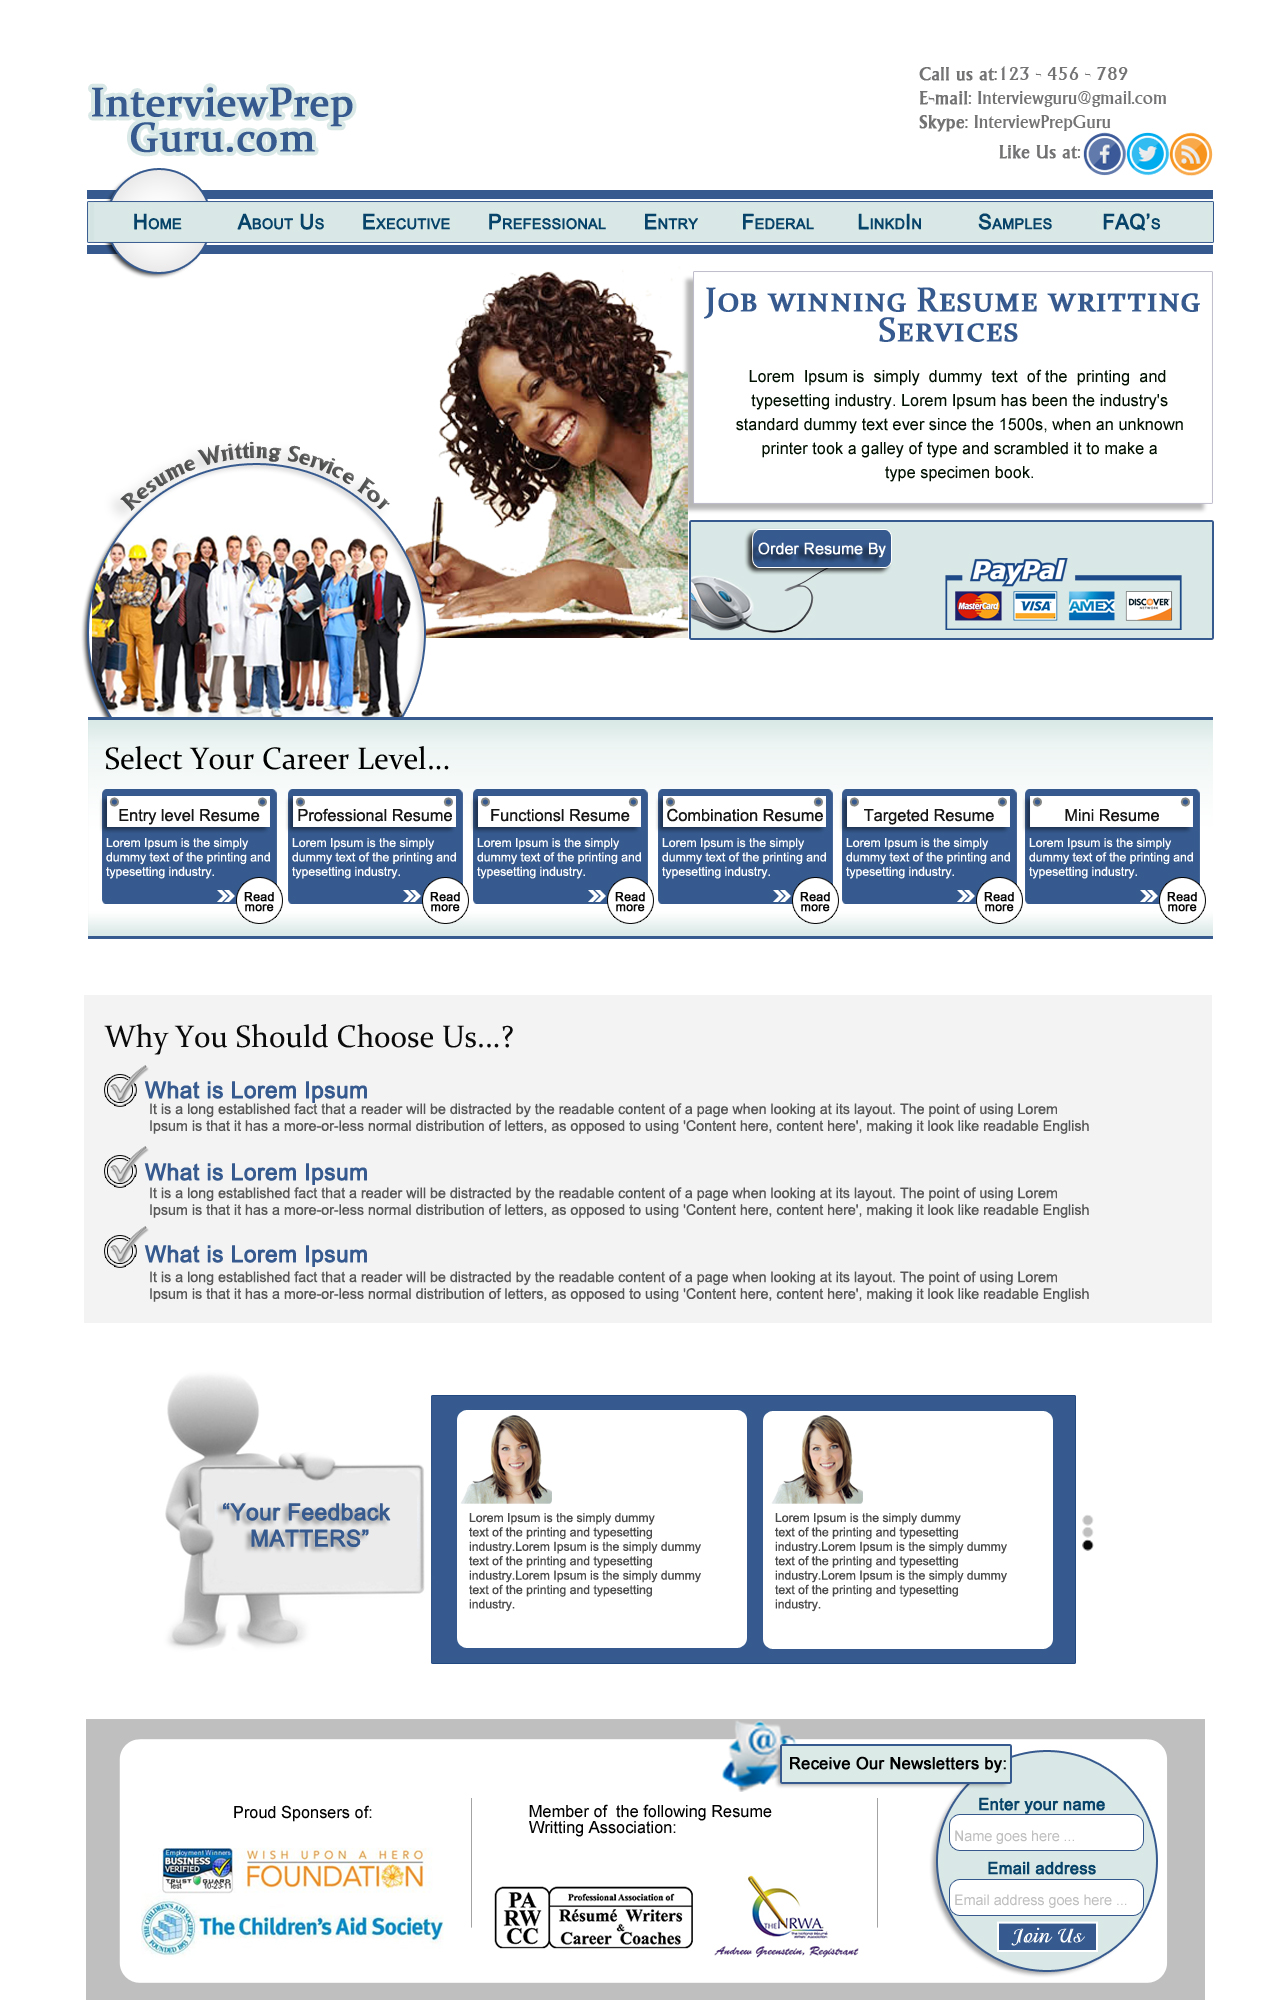 InterviewPrep
Guru.com
Call us at:123 - 456 - 789
E-mail: Interviewguru@gmail.com
Skype: InterviewPrepGuru
Like Us at:
Home
About Us
Executive
Prefessional
Entry
Federal
LinkdIn
Samples
FAQ's
Job winning Resume writting
Services
Lorem Ipsum is simply dummy text of the printing and
typesetting industry. Lorem Ipsum has been the industry's
standard dummy text ever since the 1500s, when an unknown
printer took a galley of type and scrambled it to make a
type specimen book.
Resume Writting Service For
Order Resume By
PayPal
MasterCard
VISA
AMEX
DISCOVER
NETWORK
Select Your Career Level...
Entry level Resume
Lorem Ipsum is the simply
dummy text of the printing and
typesetting industry.
Read
more
Professional Resume
Lorem Ipsum is the simply
dummy text of the printing and
typesetting industry.
Read
more
Functionsl Resume
Lorem Ipsum is the simply
dummy text of the printing and
typesetting industry.
Read
more
Combination Resume
Lorem Ipsum is the simply
dummy text of the printing and
typesetting industry.
Read
more
Targeted Resume
Lorem Ipsum is the simply
dummy text of the printing and
typesetting industry.
Read
more
Mini Resume
Lorem Ipsum is the simply
dummy text of the printing and
typesetting industry.
Read
more
Why You Should Choose Us...?
What is Lorem Ipsum
It is a long established fact that a reader will be distracted by the readable content of a page when looking at its layout. The point of using Lorem
Ipsum is that it has a more-or-less normal distribution of letters, as opposed to using 'Content here, content here', making it look like readable English
What is Lorem Ipsum
It is a long established fact that a reader will be distracted by the readable content of a page when looking at its layout. The point of using Lorem
Ipsum is that it has a more-or-less normal distribution of letters, as opposed to using 'Content here, content here', making it look like readable English
What is Lorem Ipsum
It is a long established fact that a reader will be distracted by the readable content of a page when looking at its layout. The point of using Lorem
Ipsum is that it has a more-or-less normal distribution of letters, as opposed to using 'Content here, content here', making it look like readable English
“Your Feedback
MATTERS”
Lorem Ipsum is the simply dummy
text of the printing and typesetting
industry.Lorem Ipsum is the simply dummy
text of the printing and typesetting
industry.Lorem Ipsum is the simply dummy
text of the printing and typesetting
industry.
Lorem Ipsum is the simply dummy
text of the printing and typesetting
industry.Lorem Ipsum is the simply dummy
text of the printing and typesetting
industry.Lorem Ipsum is the simply dummy
text of the printing and typesetting
industry.
Proud Sponsers of:
Employment Winners
BUSINESS
VERIFIED
TRUST GUARD
Test 10-23-11
WISH UPON A HERO
FOUNDATION
THE CHILDREN'S AID SOCIETY
FOUNDED 1853
The Children's Aid Society
Member of the following Resume
Writting Association:
PA
RW
CC
Professional Association of
Résumé Writers
&
Career Coaches
THE NRWA
The National Résumé
Writers' Association
Andrew Greenstein, Registrant
@
Receive Our Newsletters by:
Enter your name
Name goes here ...
Email address
Email address goes here ...
Join Us